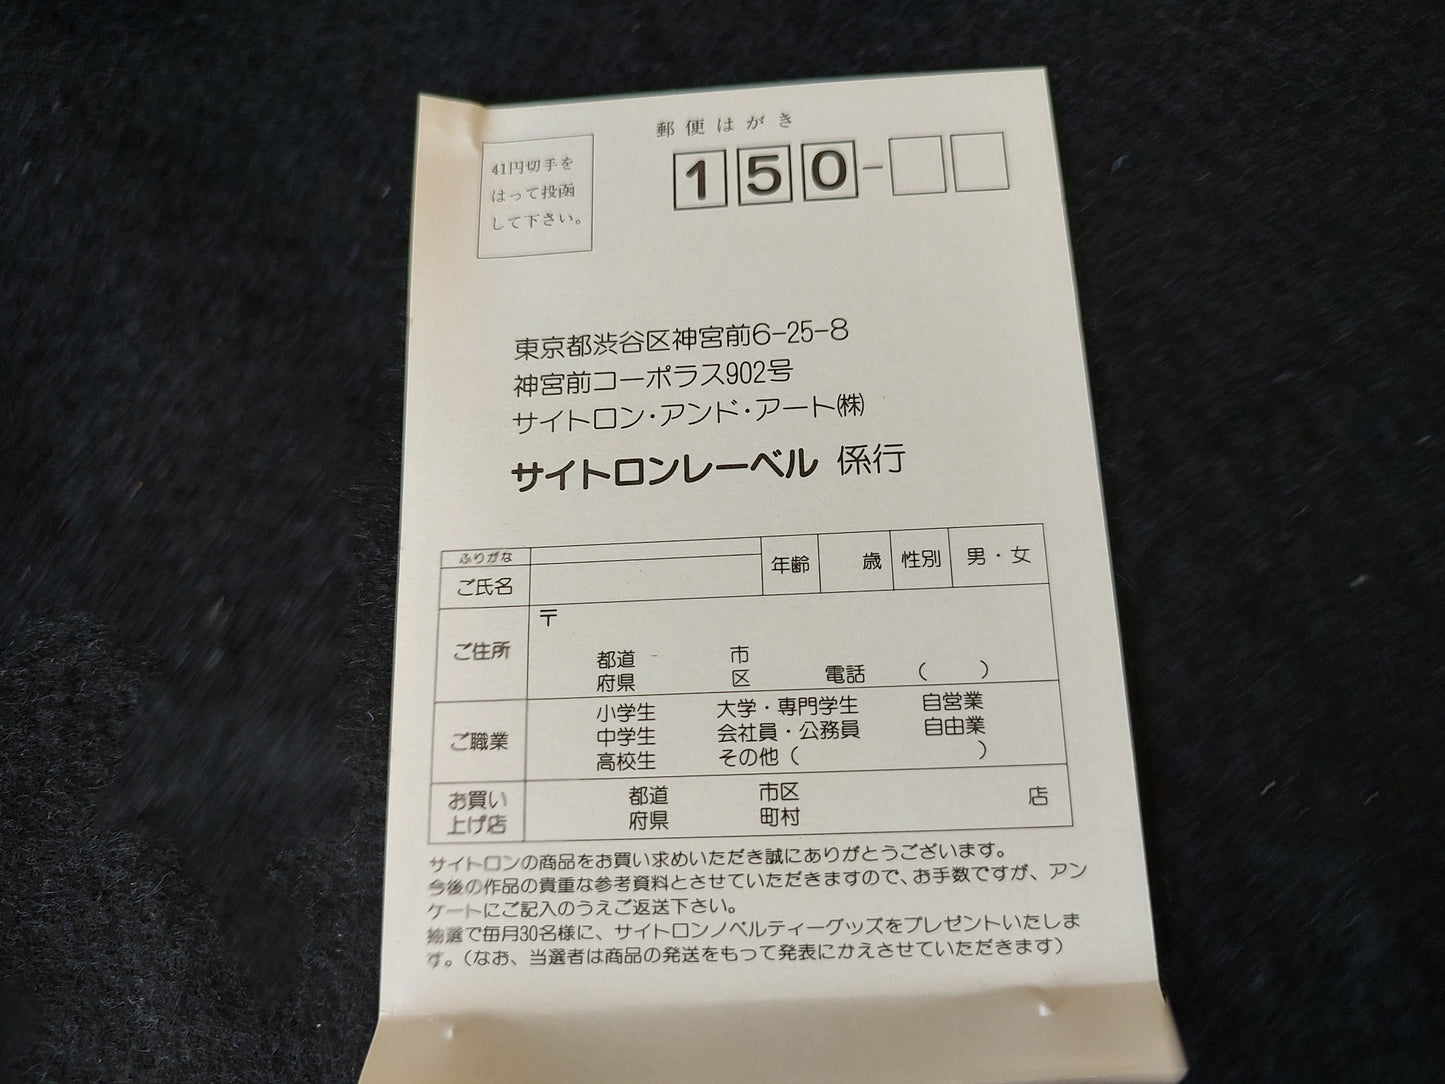 郵便はがき
41円切手を
はって投函
して下さい。
150-
東京都渋谷区神宮前6-25-8
神宮前コーポラス902号
サイトロン・アンド・アート㈱
サイトロンレーベル 係行
ふりがな
ご氏名
年齢 歳 性別 男・女
ご住所
〒
都道 市
府県 区 電話 ( )
ご職業
小学生 大学・専門学生 自営業
中学生 会社員・公務員 自由業
高校生 その他 ( )
お買い
上げ店
都道 市区 店
府県 町村
サイトロンの商品をお買い求めいただき誠にありがとうございます。
今後の作品の貴重な参考資料とさせていただきますので、お手数ですが、アン
ケートにご記入のうえご返送下さい。
抽選で毎月30名様に、サイトロンノベルティーグッズをプレゼントいたしま
す。(なお、当選者は商品の発送をもって発表にかえさせていただきます)